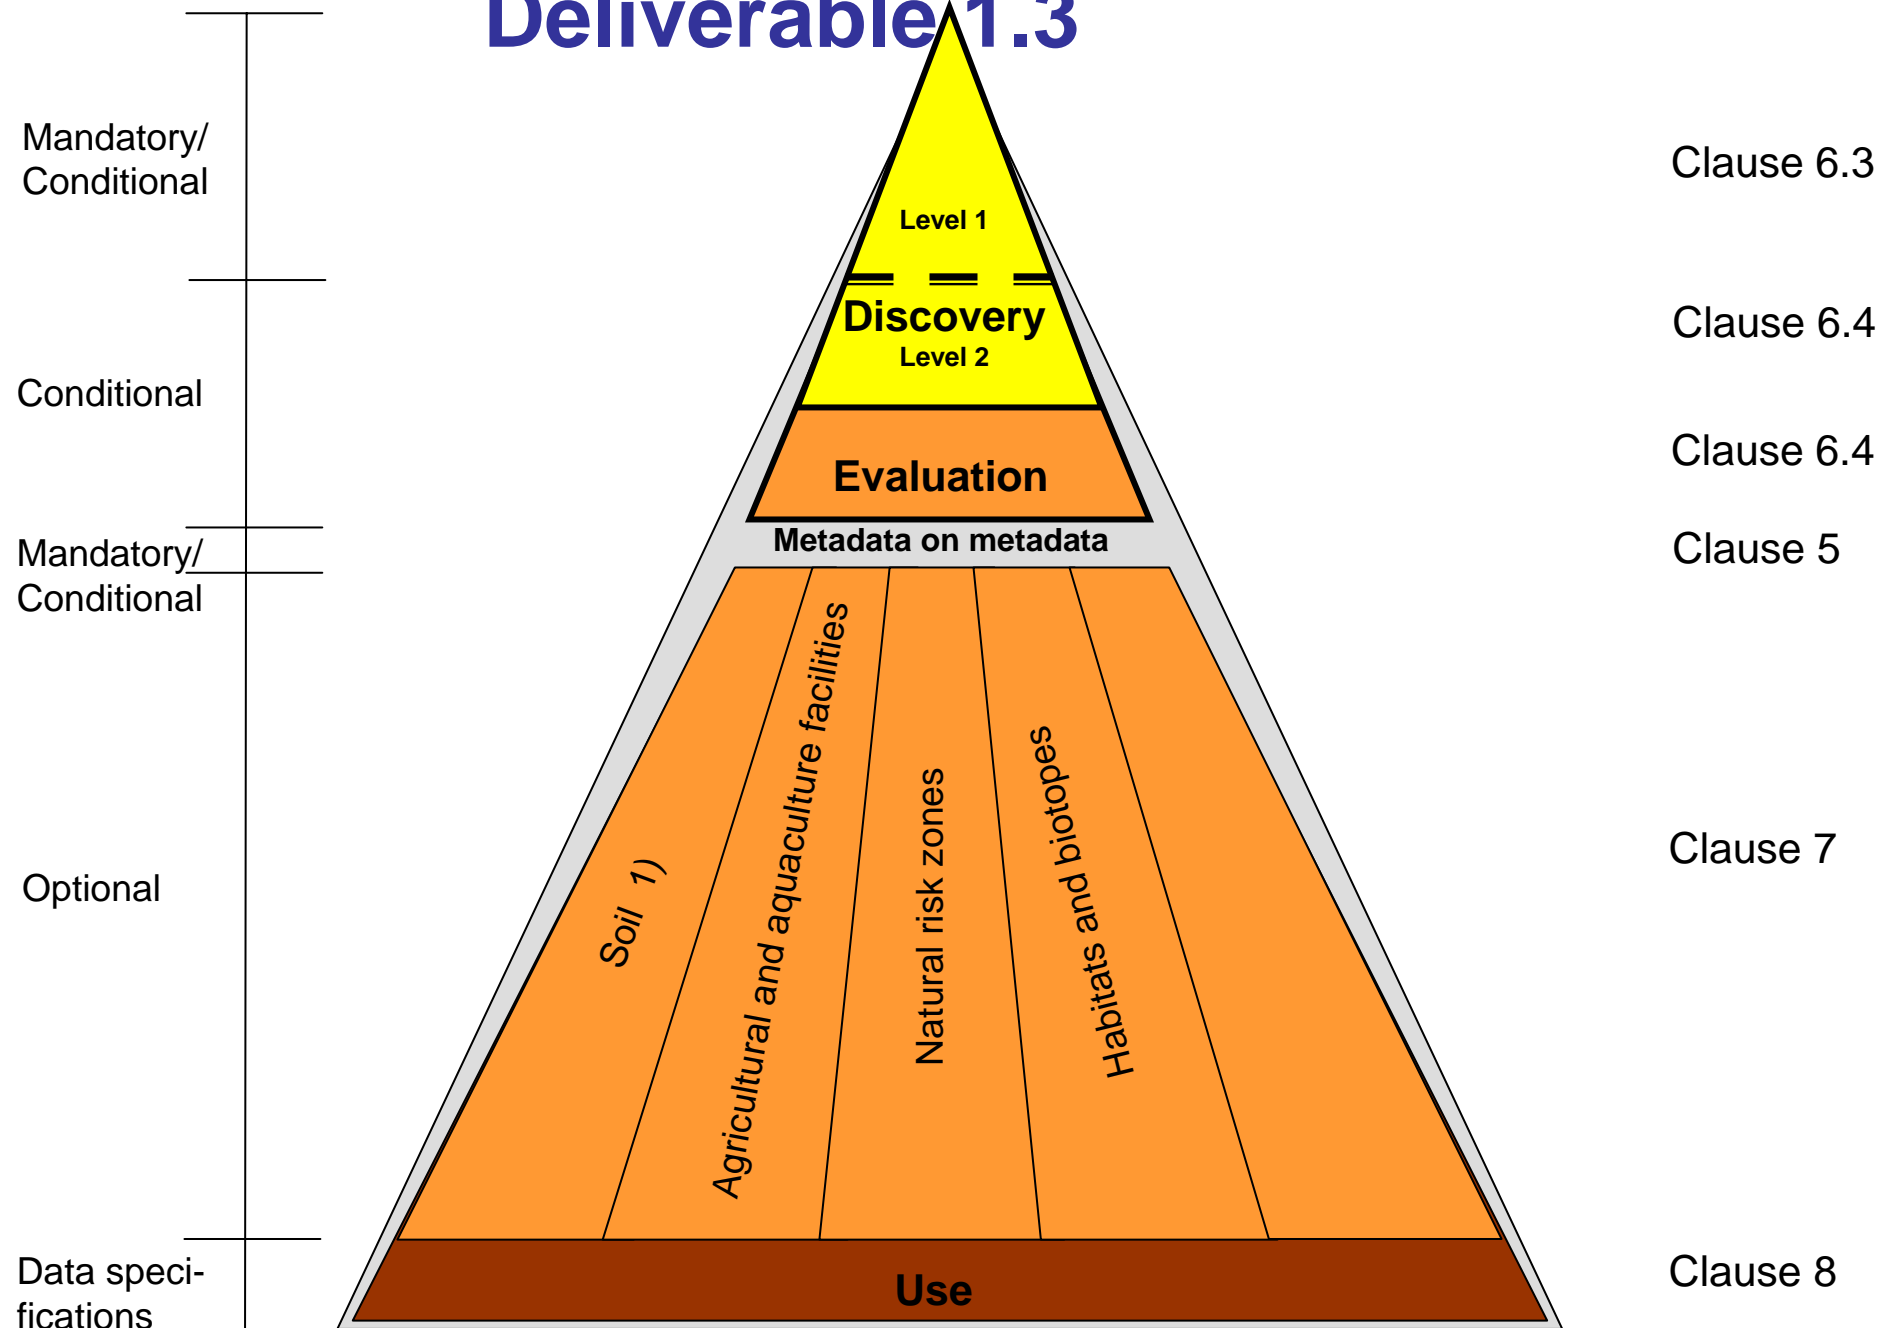 Deliverable 1.3
Mandatory/
Conditional
Level 1
Clause 6.3
Discovery
Level 2
Clause 6.4
Conditional
Evaluation
Clause 6.4
Metadata on metadata
Mandatory/
Conditional
Clause 5
Optional
Soil 1)
Agricultural and aquaculture facilities
Natural risk zones
Habitats and biotopes
Clause 7
Data speci-
fications
Use
Clause 8